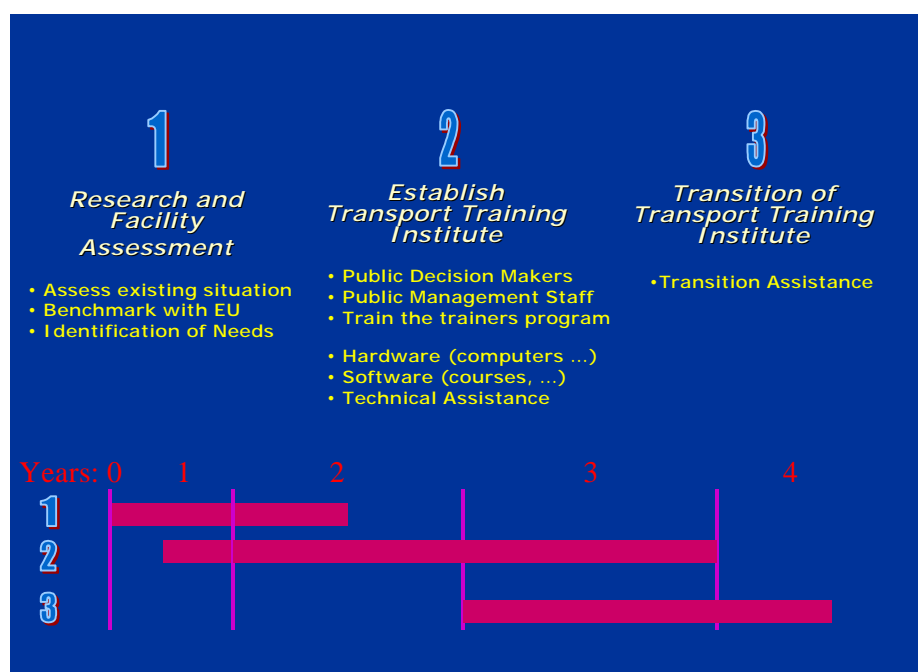 1
Research and
Facility
Assessment
• Assess existing situation
• Benchmark with EU
• Identification of Needs
2
Establish
Transport Training
Institute
• Public Decision Makers
• Public Management Staff
• Train the trainers program
• Hardware (computers ...)
• Software (courses, ...)
• Technical Assistance
3
Transition of
Transport Training
Institute
•Transition Assistance
Years: 0 1 2 3 4
1
2
3